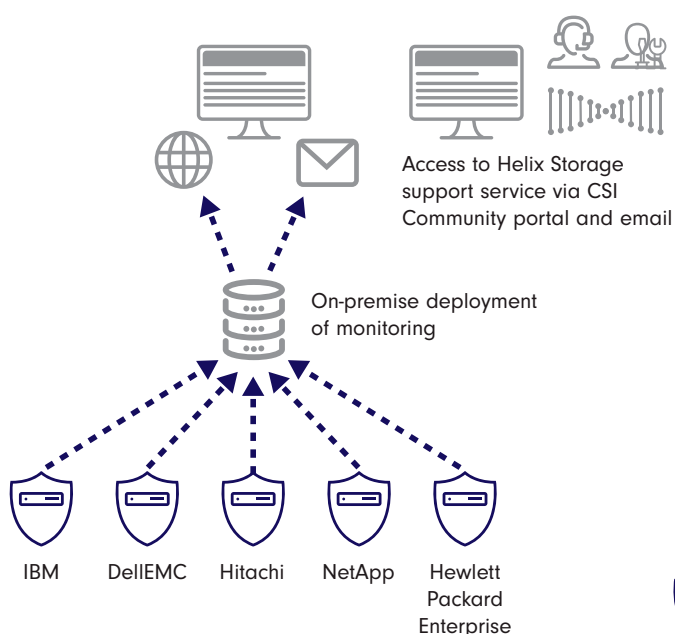 Access to Helix Storage
support service via CSI
Community portal and email
On-premise deployment
of monitoring
IBM
DellEMC
Hitachi
NetApp
Hewlett
Packard
Enterprise